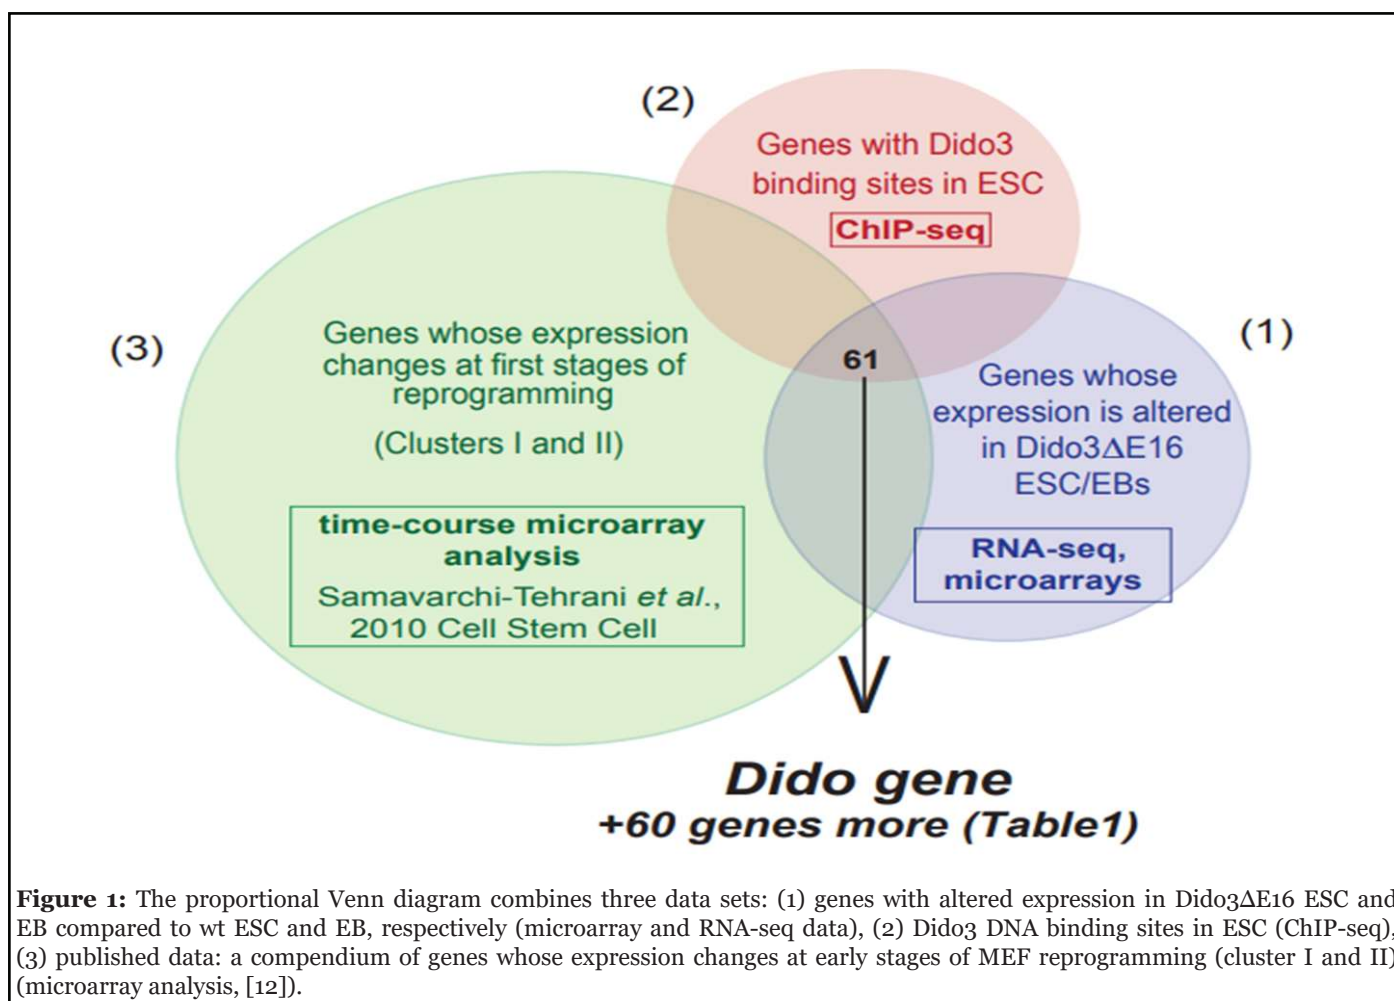 (2)
Genes with Dido3
binding sites in ESC
ChIP-seq
(3)
Genes whose expression
changes at first stages of
reprogramming
(Clusters I and II)
time-course microarray
analysis
Samavarchi-Tehrani et al.,
2010 Cell Stem Cell
61
(1)
Genes whose
expression is altered
in Dido3ΔE16
ESC/EBs
RNA-seq,
microarrays
Dido gene
+60 genes more (Table1)
Figure 1: The proportional Venn diagram combines three data sets: (1) genes with altered expression in Dido3ΔE16 ESC and
EB compared to wt ESC and EB, respectively (microarray and RNA-seq data), (2) Dido3 DNA binding sites in ESC (ChIP-seq),
(3) published data: a compendium of genes whose expression changes at early stages of MEF reprogramming (cluster I and II)
(microarray analysis, [12]).